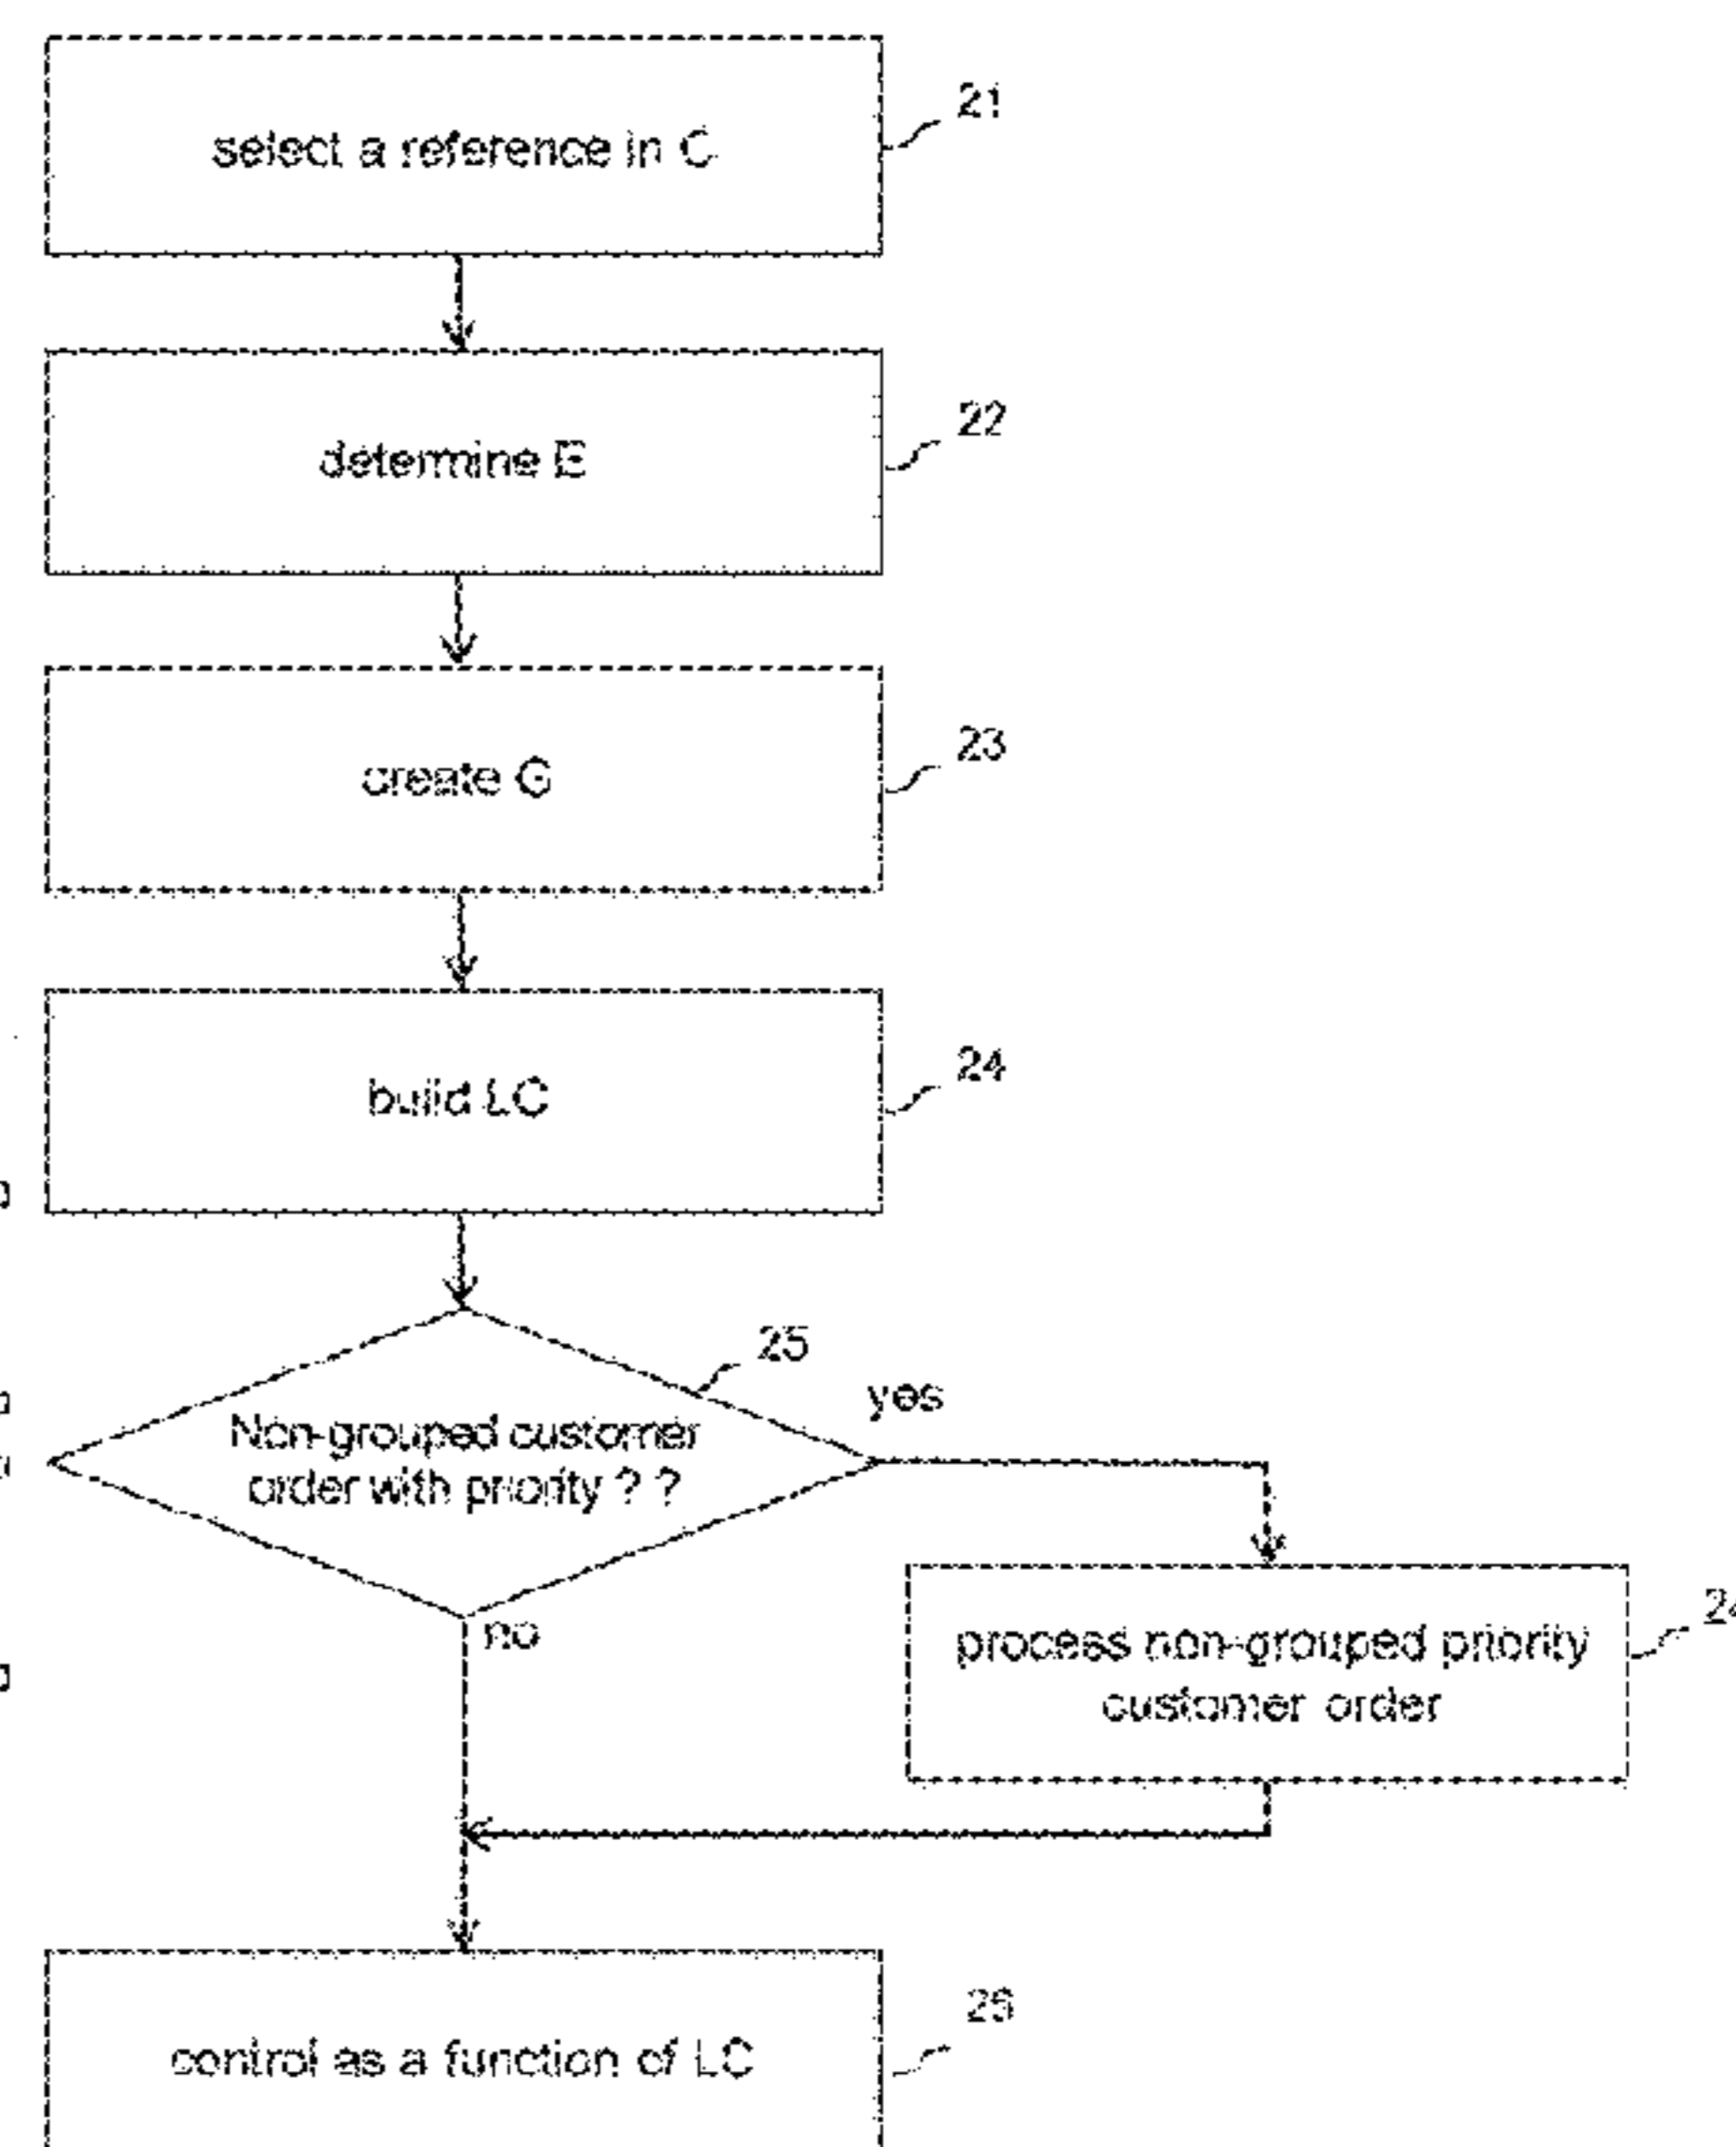 select a reference in C
21
determine E
22
create G
23
build LC
24
25
Non-grouped customer
order with priority ? ?
yes
no
process non-grouped priority
customer order
control as a function of LC